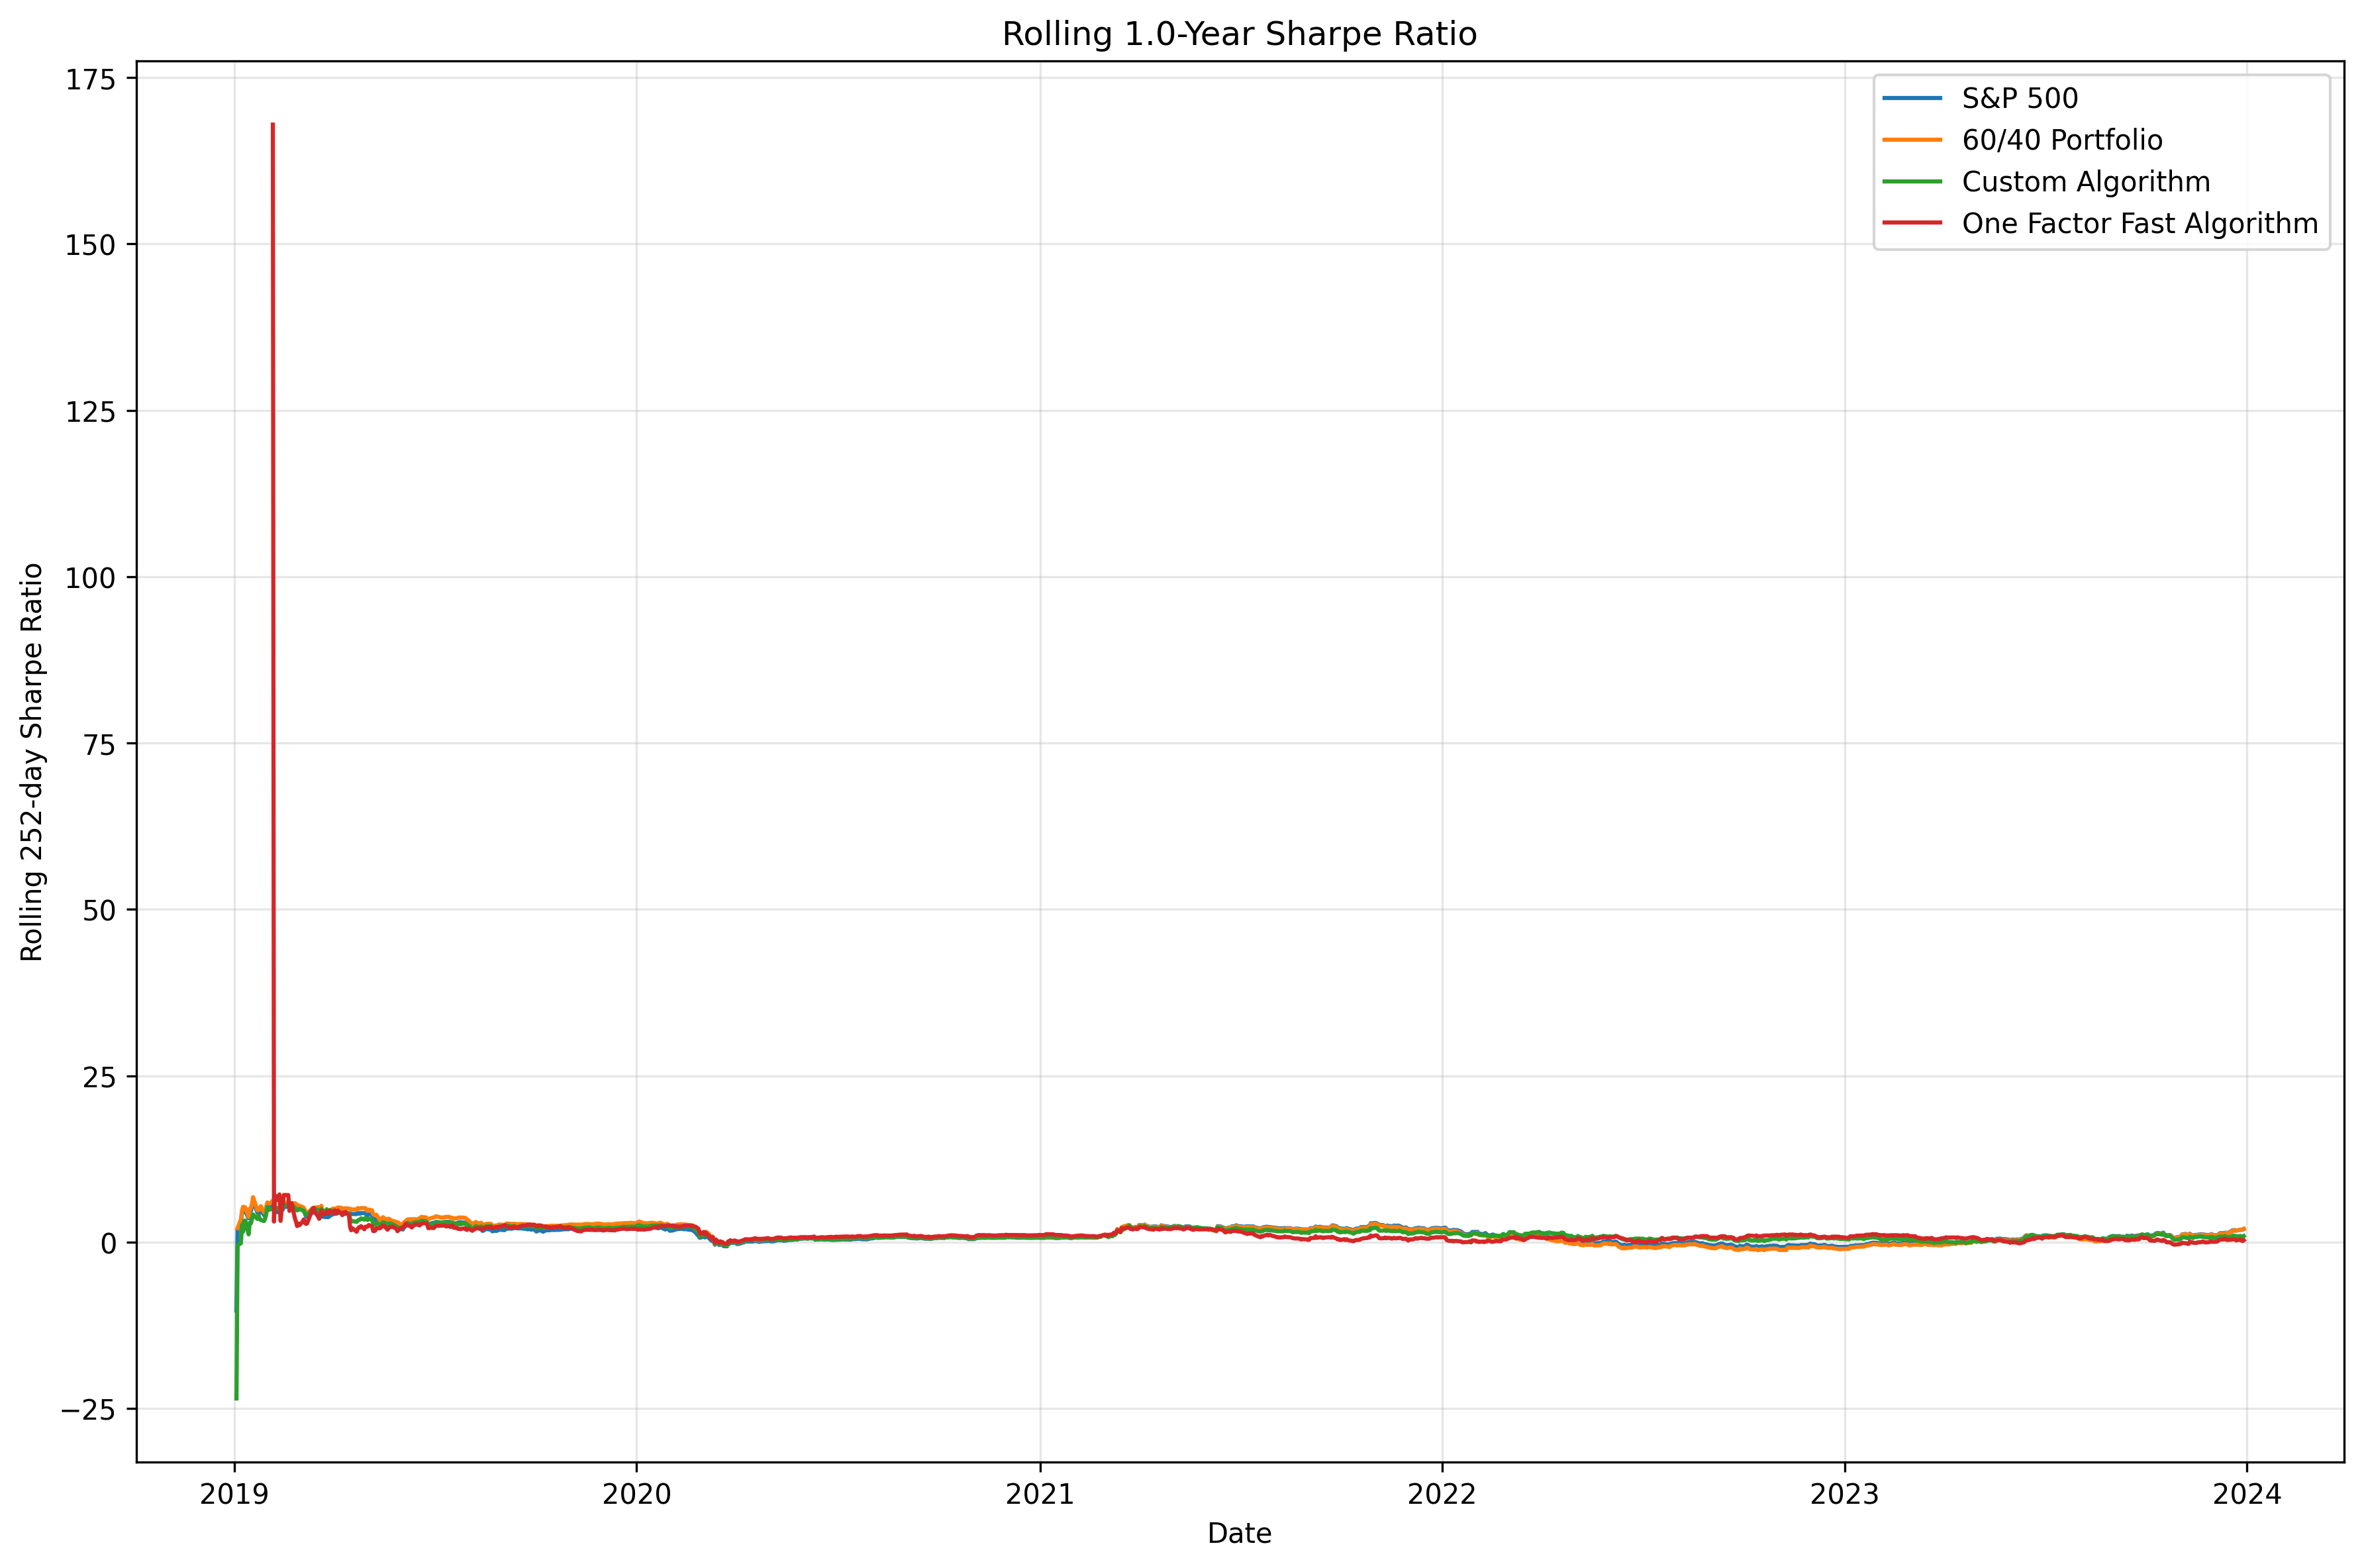 Rolling 1.0-Year Sharpe Ratio
S&P 500
60/40 Portfolio
Custom Algorithm
One Factor Fast Algorithm
Rolling 252-day Sharpe Ratio
175
150
125
100
75
50
25
0
−25
2019 2020 2021 2022 2023 2024
Date